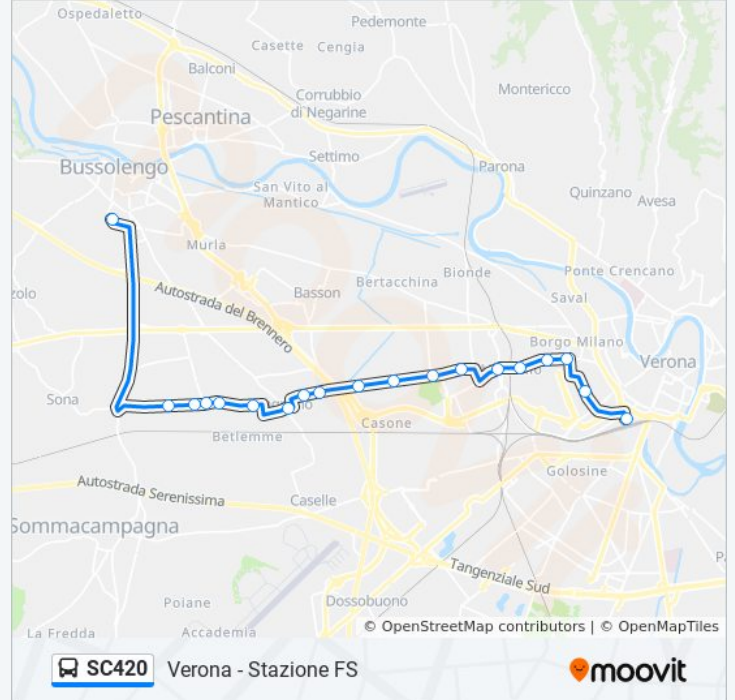 Ospedaletto
Pedemonte
Casette
Cengia
Balconi
Montericco
Corrubbio
di Negarine
Pescantina
Settimo
Bussolengo
Parona
San Vito al
Mantico
Quinzano
Avesa
Murla
Ponte Crencano
Bionde
Bertacchina
Basson
Saval
zolo
Autostrada del Brennero
Borgo Milano
Verona
Sona
Casone
Betlemme
Golosine
Autostrada Serenissima
Caselle
Sommacampagna
Tangenziale Sud
Poiane
Dossobuono
La Fredda
Accademia
© OpenStreetMap contributors | © OpenMapTiles
SC420
Verona - Stazione FS
moovit